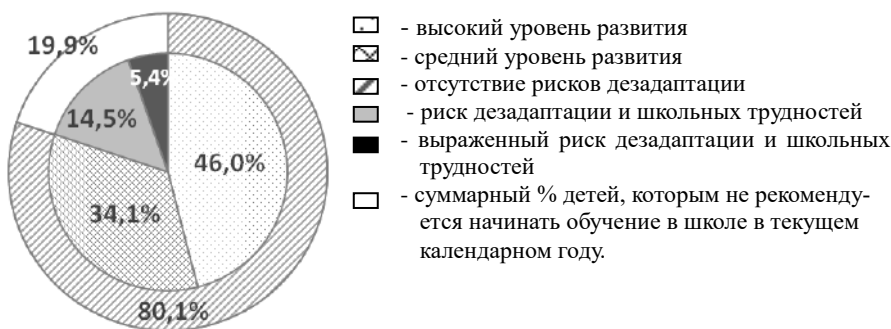 19,9%
5,4%
14,5%
46,0%
34,1%
80,1%
- высокий уровень развития
- средний уровень развития
- отсутствие рисков дезадаптации
- риск дезадаптации и школьных трудностей
- выраженный риск дезадаптации и школьных
трудностей
- суммарный % детей, которым не рекоменду-
ется начинать обучение в школе в текущем
календарном году.